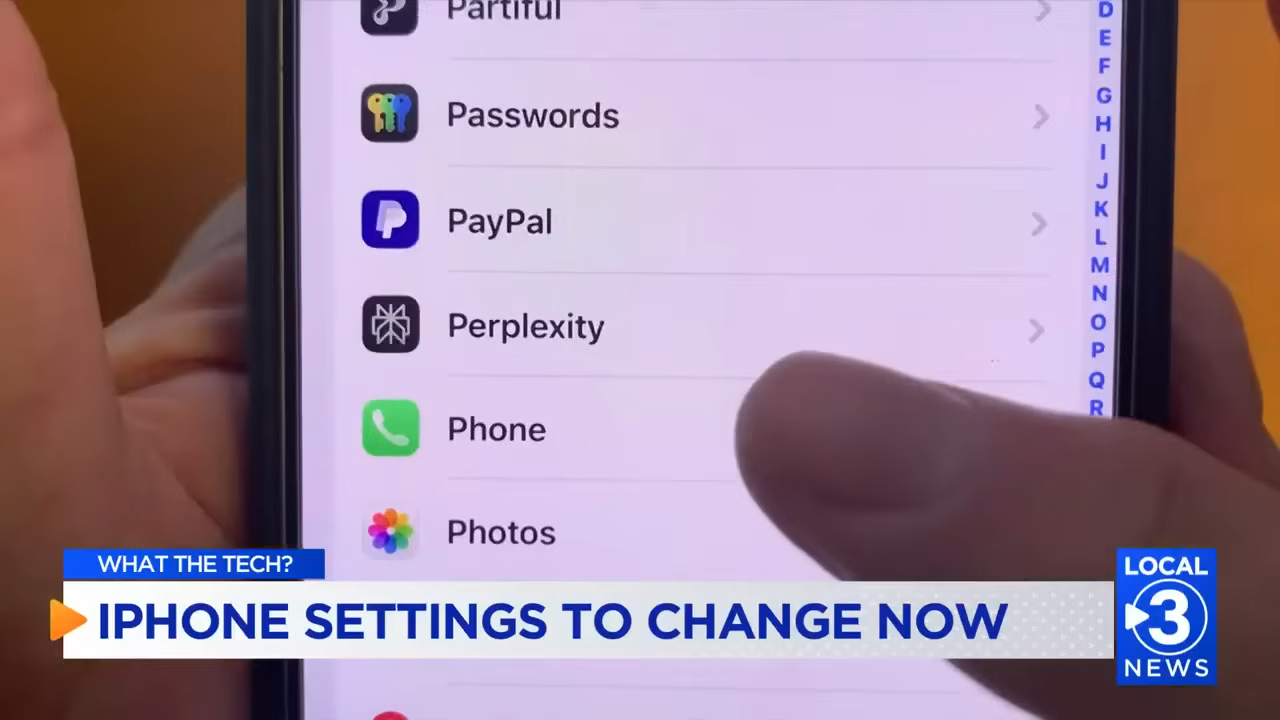 Partiful
Passwords
PayPal
Perplexity
Phone
Photos
D
E
F
G
H
I
J
K
L
M
N
O
P
Q
R
WHAT THE TECH?
IPHONE SETTINGS TO CHANGE NOW
LOCAL
3
NEWS